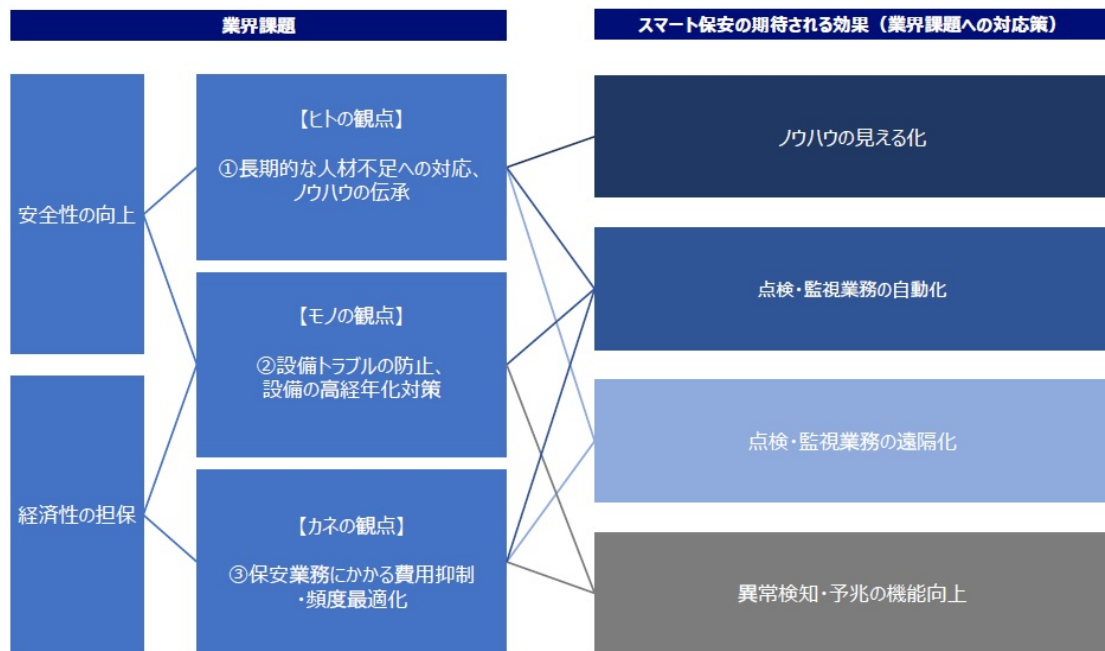 業界課題
スマート保安の期待される効果（業界課題への対応策）
安全性の向上
経済性の担保
【ヒトの観点】
①長期的な人材不足への対応、
ノウハウの伝承
【モノの観点】
②設備トラブルの防止、
設備の高経年化対策
【カネの観点】
③保安業務にかかる費用抑制
・頻度最適化
ノウハウの見える化
点検・監視業務の自動化
点検・監視業務の遠隔化
異常検知・予兆の機能向上